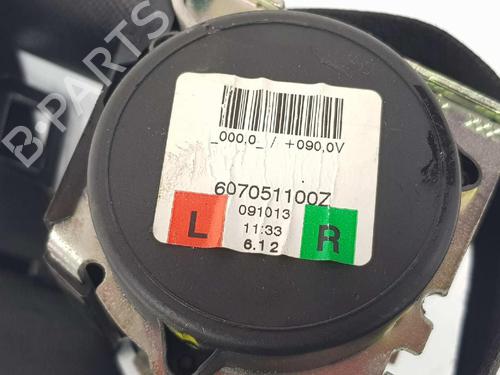 B-PARTS
_000,0_ / +090,0V
607051100Z
L
091013
11:33
6.12
R